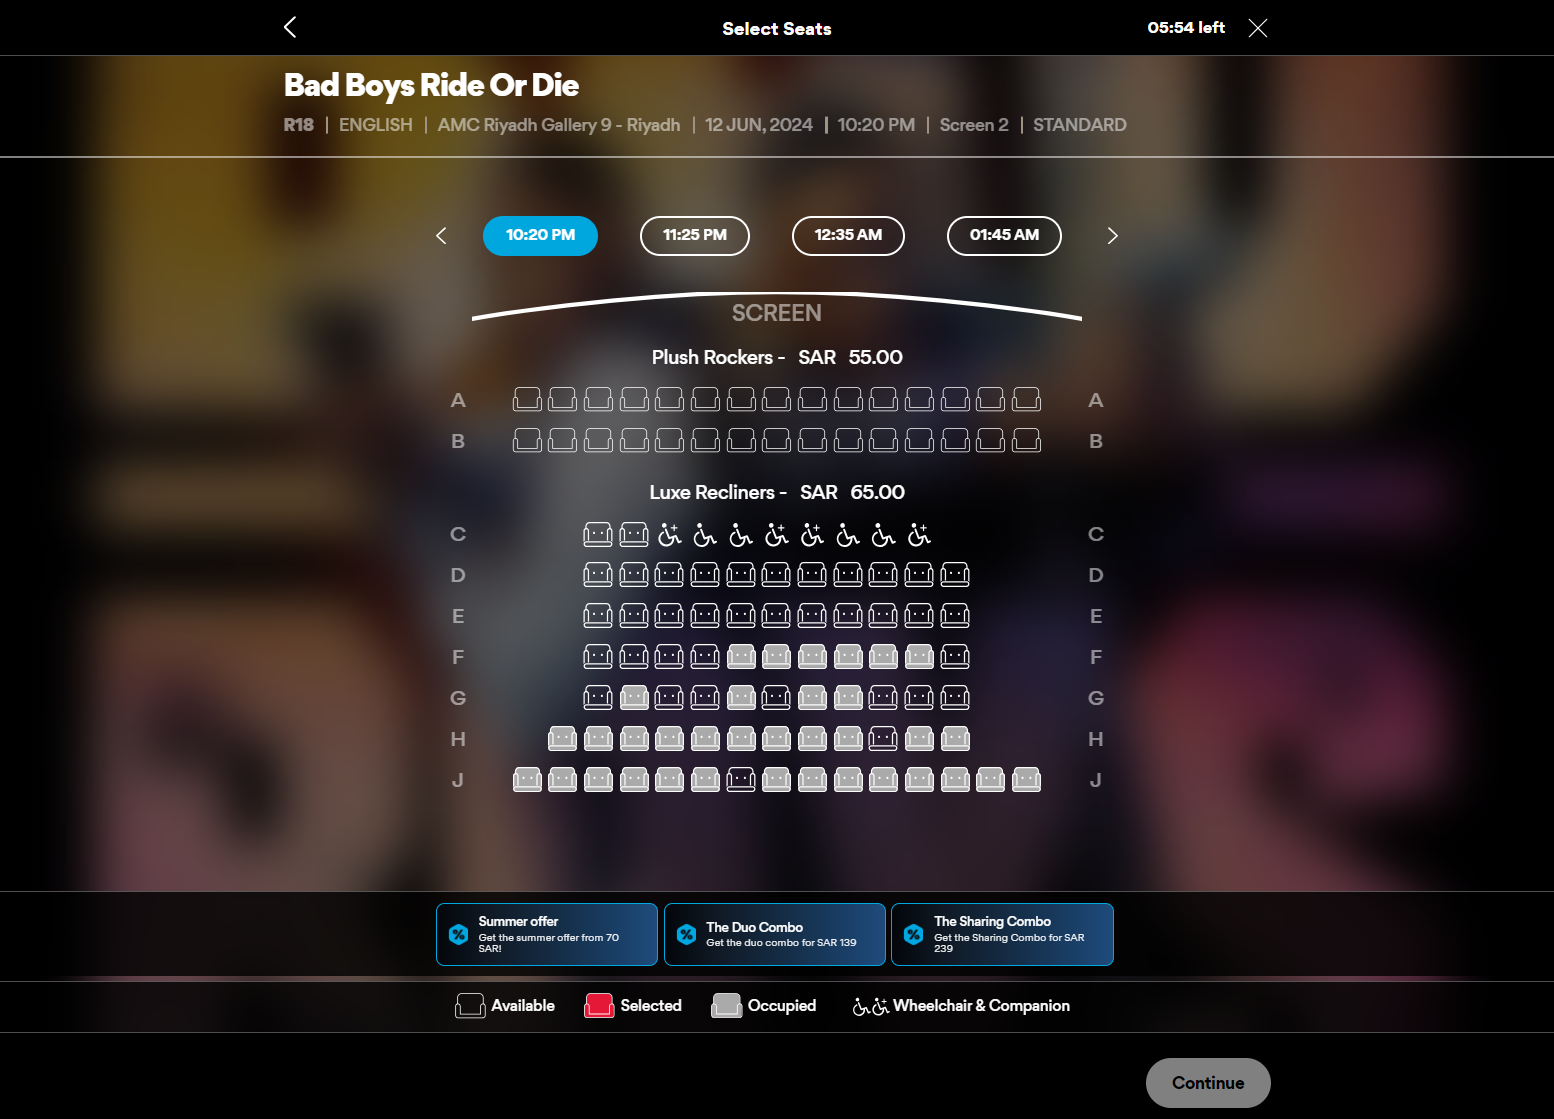 Select Seats
05:54 left
Bad Boys Ride Or Die
R18 | ENGLISH | AMC Riyadh Gallery 9 - Riyadh | 12 JUN, 2024 | 10:20 PM | Screen 2 | STANDARD
10:20 PM 11:25 PM 12:35 AM 01:45 AM
SCREEN
Plush Rockers - SAR 55.00
A A
B B
Luxe Recliners - SAR 65.00
C C
D D
E E
F F
G G
H H
J J
Summer offer
Get the summer offer from 70
SAR!
The Duo Combo
Get the duo combo for SAR 139
The Sharing Combo
Get the Sharing Combo for SAR
239
Available Selected Occupied Wheelchair & Companion
Continue